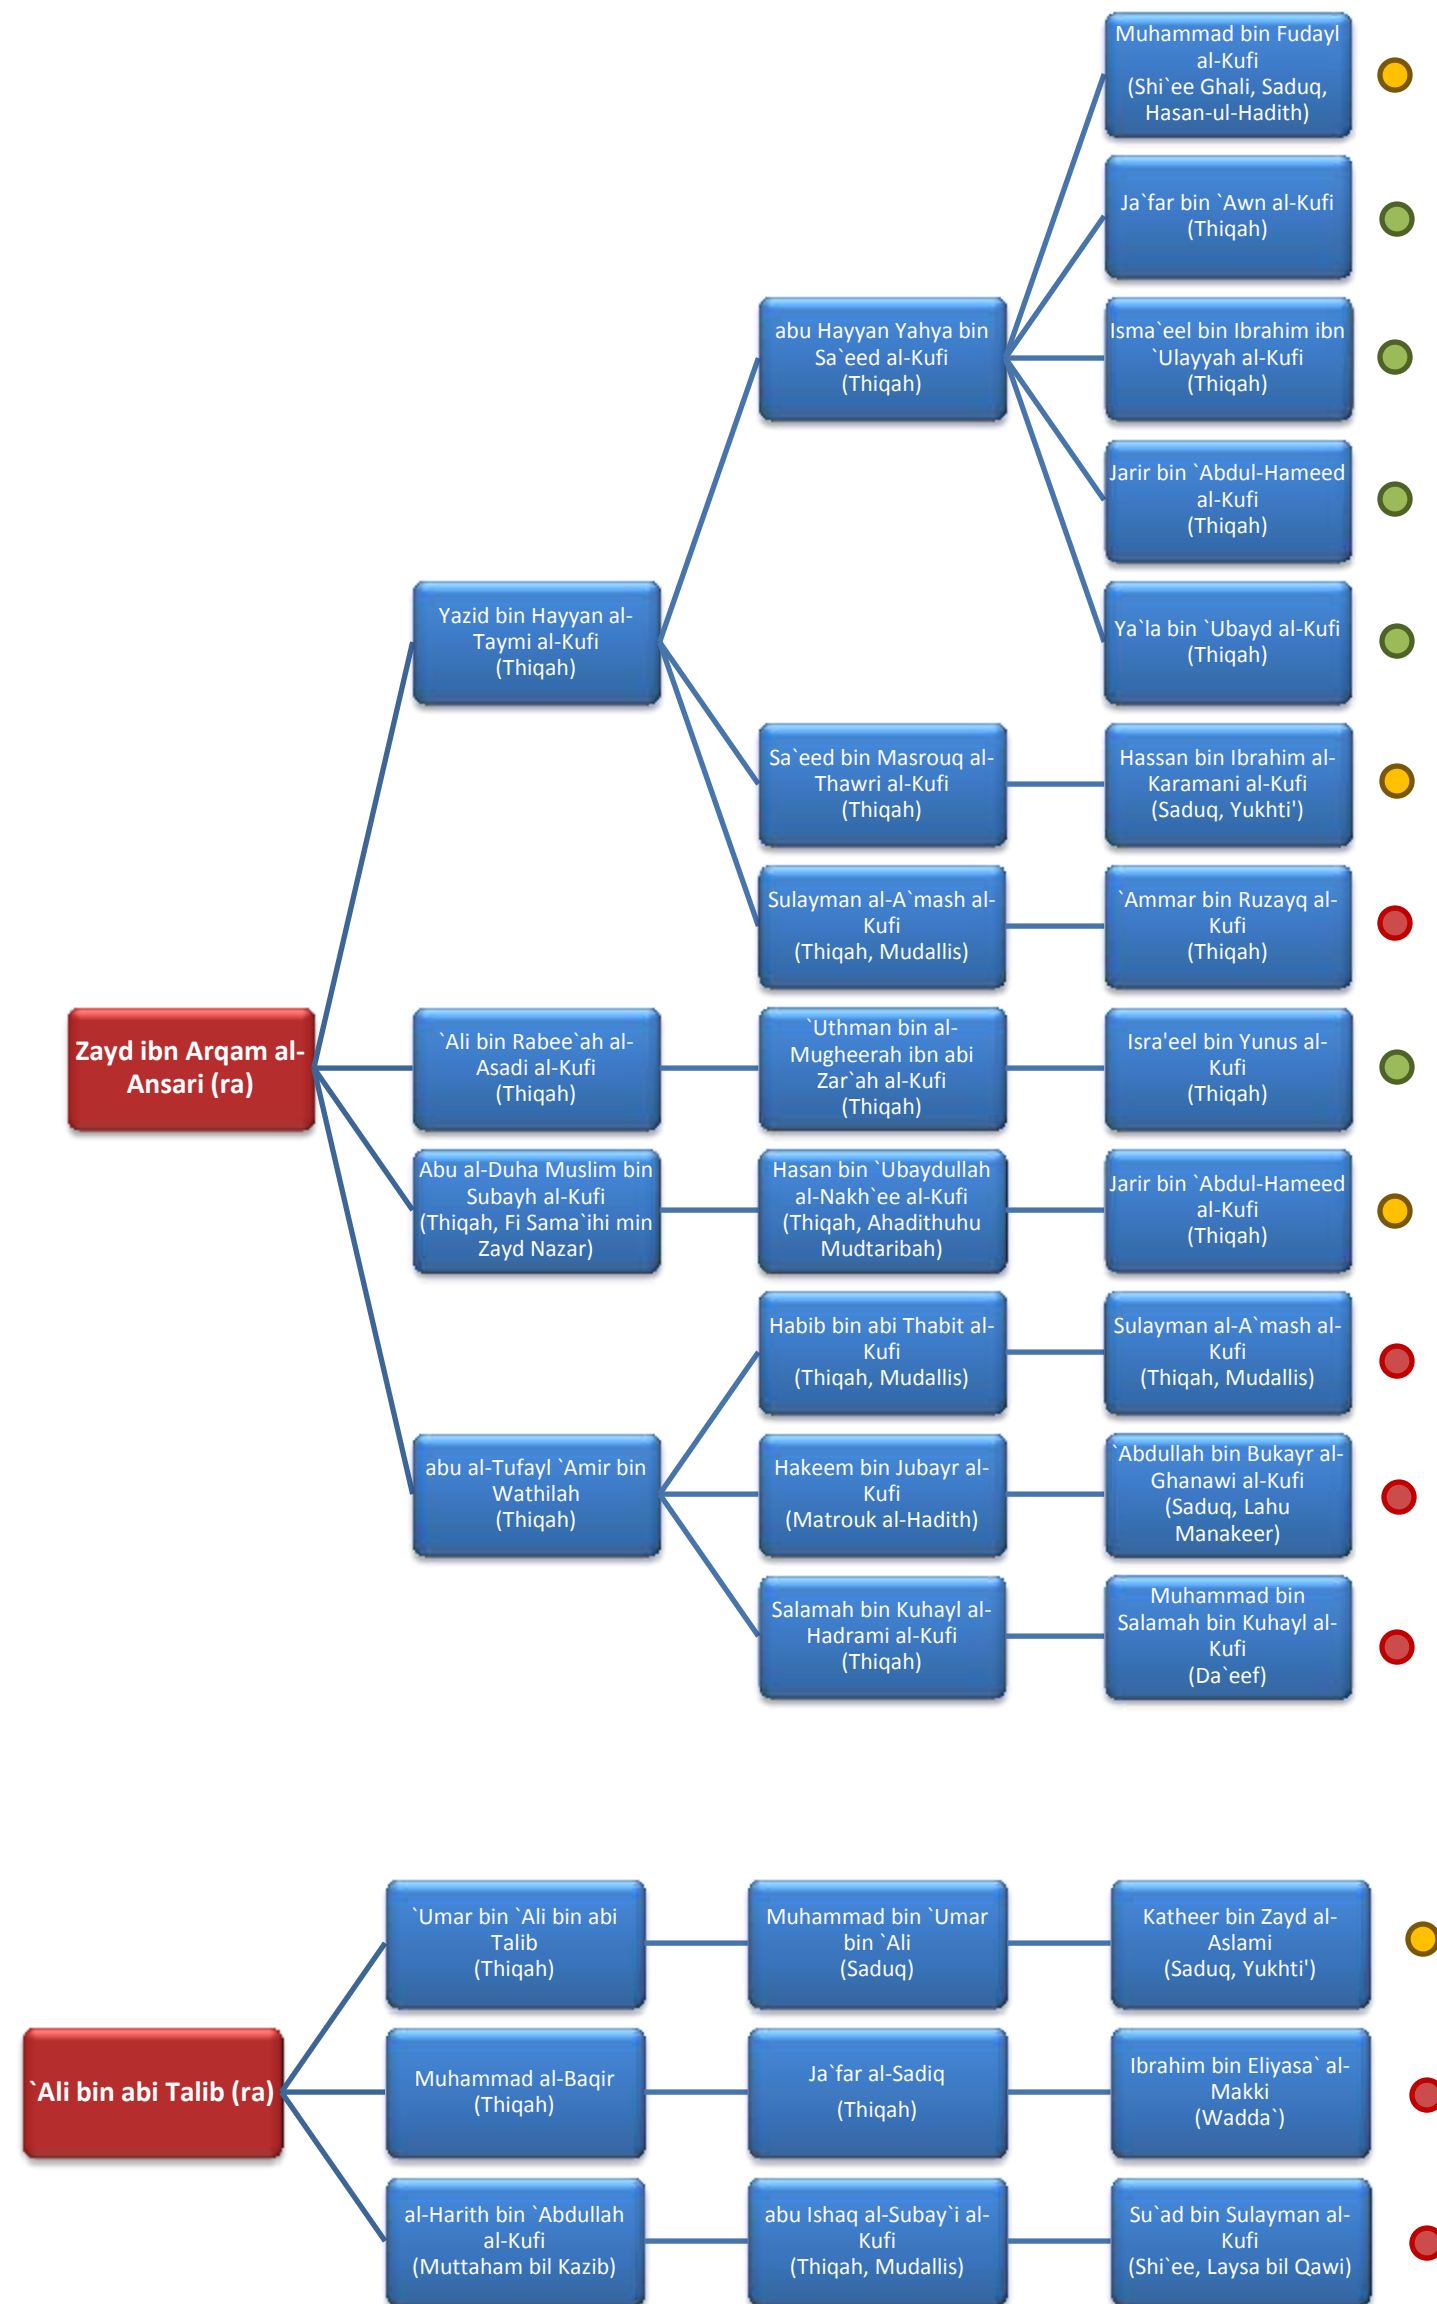 Muhammad bin Fudayl
al-Kufi
(Shi`ee Ghali, Saduq,
Hasan-ul-Hadith)
Ja`far bin `Awn al-Kufi
(Thiqah)
abu Hayyan Yahya bin
Sa`eed al-Kufi
(Thiqah)
Isma`eel bin Ibrahim ibn
`Ulayyah al-Kufi
(Thiqah)
Jarir bin `Abdul-Hameed
al-Kufi
(Thiqah)
Yazid bin Hayyan al-
Taymi al-Kufi
(Thiqah)
Ya`la bin `Ubayd al-Kufi
(Thiqah)
Sa`eed bin Masrouq al-
Thawri al-Kufi
(Thiqah)
Hassan bin Ibrahim al-
Karamani al-Kufi
(Saduq, Yukhti')
Sulayman al-A`mash al-
Kufi
(Thiqah, Mudallis)
`Ammar bin Ruzayq al-
Kufi
(Thiqah)
Zayd ibn Arqam al-
Ansari (ra)
`Ali bin Rabee`ah al-
Asadi al-Kufi
(Thiqah)
`Uthman bin al-
Mugheerah ibn abi
Zar`ah al-Kufi
(Thiqah)
Isra'eel bin Yunus al-
Kufi
(Thiqah)
Abu al-Duha Muslim bin
Subayh al-Kufi
(Thiqah, Fi Sama`ihi min
Zayd Nazar)
Hasan bin `Ubaydullah
al-Nakh`ee al-Kufi
(Thiqah, Ahadithuhu
Mudtaribah)
Jarir bin `Abdul-Hameed
al-Kufi
(Thiqah)
Habib bin abi Thabit al-
Kufi
(Thiqah, Mudallis)
Sulayman al-A`mash al-
Kufi
(Thiqah, Mudallis)
abu al-Tufayl `Amir bin
Wathilah
(Thiqah)
Hakeem bin Jubayr al-
Kufi
(Matrouk al-Hadith)
`Abdullah bin Bukayr al-
Ghanawi al-Kufi
(Saduq, Lahu
Manakeer)
Salamah bin Kuhayl al-
Hadrami al-Kufi
(Thiqah)
Muhammad bin
Salamah bin Kuhayl al-
Kufi
(Da`eef)
`Umar bin `Ali bin abi
Talib
(Thiqah)
Muhammad bin `Umar
bin `Ali
(Saduq)
Katheer bin Zayd al-
Aslami
(Saduq, Yukhti')
`Ali bin abi Talib (ra)
Muhammad al-Baqir
(Thiqah)
Ja`far al-Sadiq
(Thiqah)
Ibrahim bin Eliyasa` al-
Makki
(Wadda`)
al-Harith bin `Abdullah
al-Kufi
(Muttaham bil Kazib)
abu Ishaq al-Subay`i al-
Kufi
(Thiqah, Mudallis)
Su`ad bin Sulayman al-
Kufi
(Shi`ee, Laysa bil Qawi)